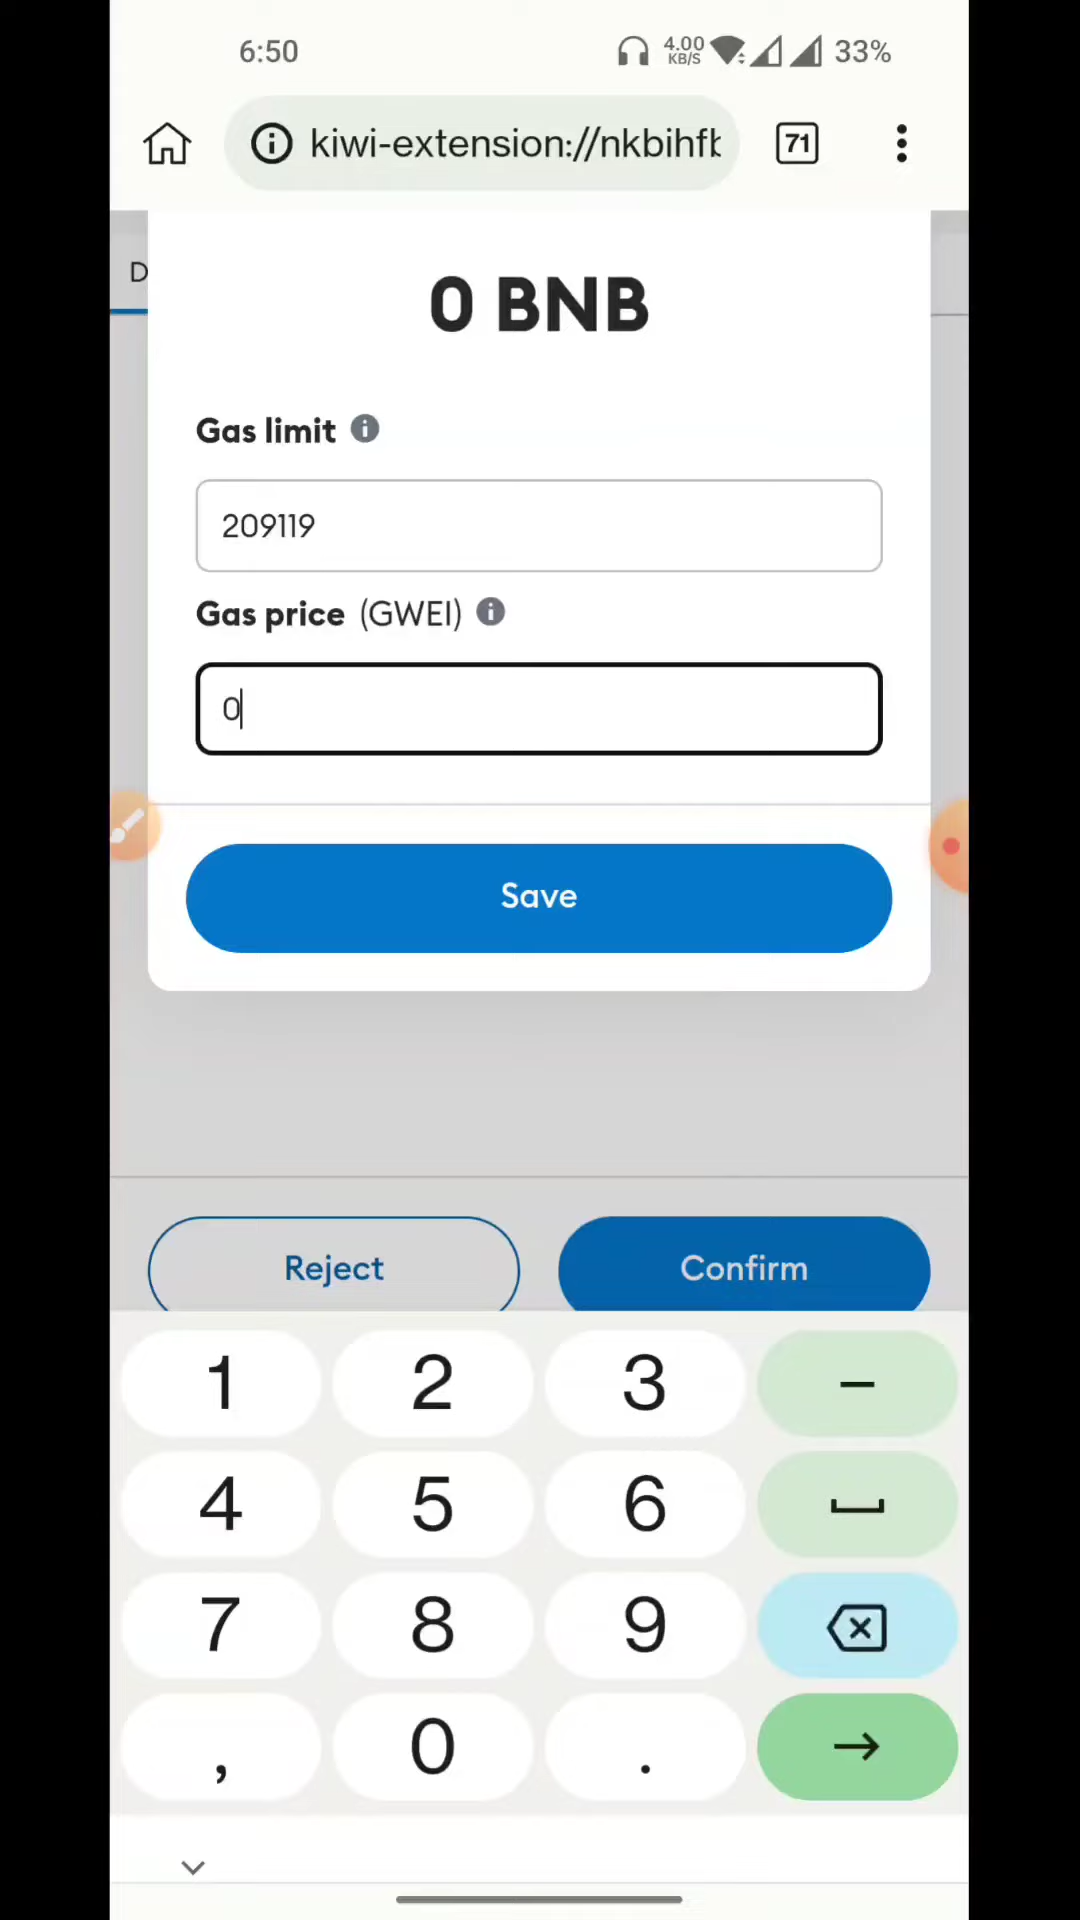 6:50
4.00 KB/S
33%
kiwi-extension://nkbihfb
71
D
0 BNB
Gas limit
209119
Gas price (GWEI)
0
Save
Reject
Confirm
1 2 3 –
4 5 6
7 8 9
, 0 .